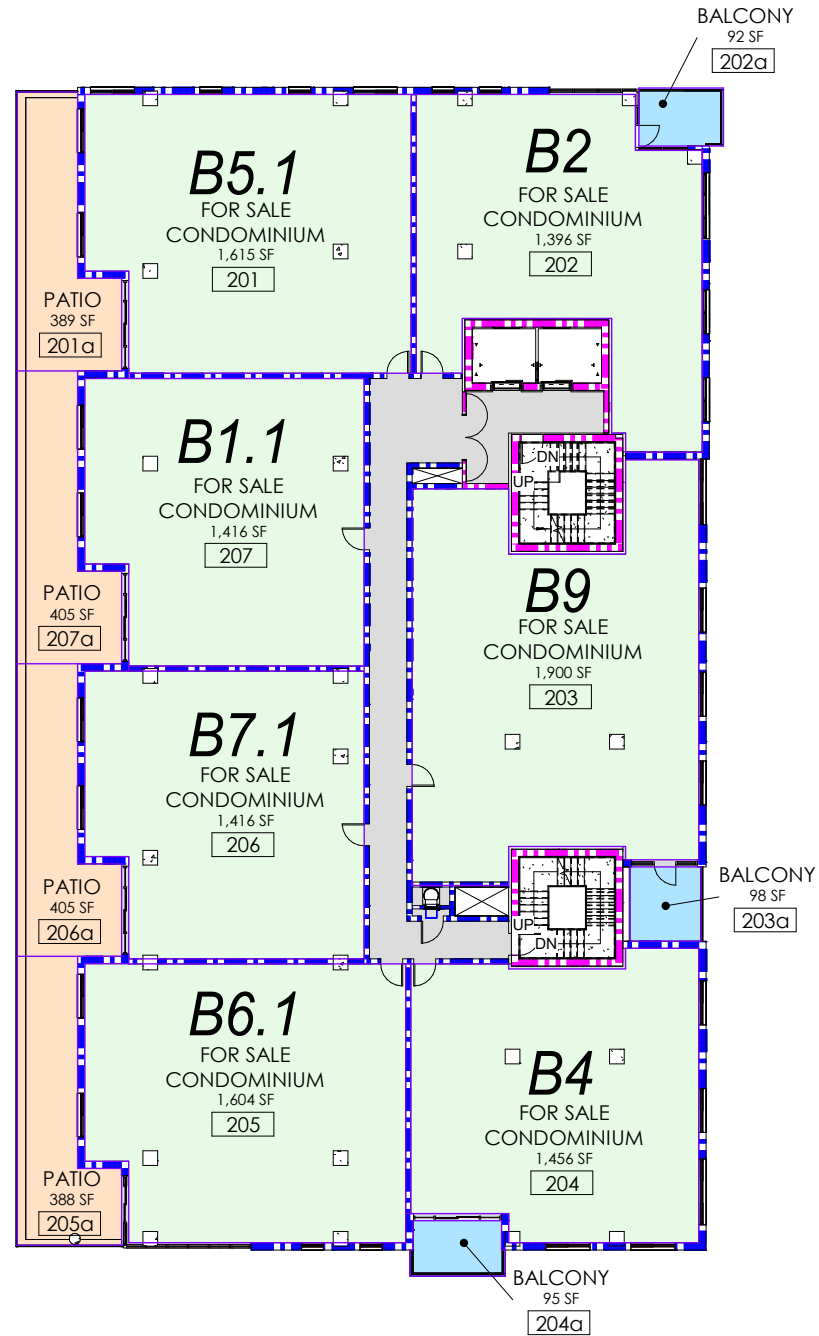 BALCONY
92 SF
202a
B5.1
FOR SALE
CONDOMINIUM
1,615 SF
201
B2
FOR SALE
CONDOMINIUM
1,396 SF
202
PATIO
389 SF
201a
B1.1
FOR SALE
CONDOMINIUM
1,416 SF
207
DN
UP
PATIO
405 SF
207a
B9
FOR SALE
CONDOMINIUM
1,900 SF
203
B7.1
FOR SALE
CONDOMINIUM
1,416 SF
206
PATIO
405 SF
206a
UP
DN
BALCONY
98 SF
203a
B6.1
FOR SALE
CONDOMINIUM
1,604 SF
205
B4
FOR SALE
CONDOMINIUM
1,456 SF
204
PATIO
388 SF
205a
BALCONY
95 SF
204a